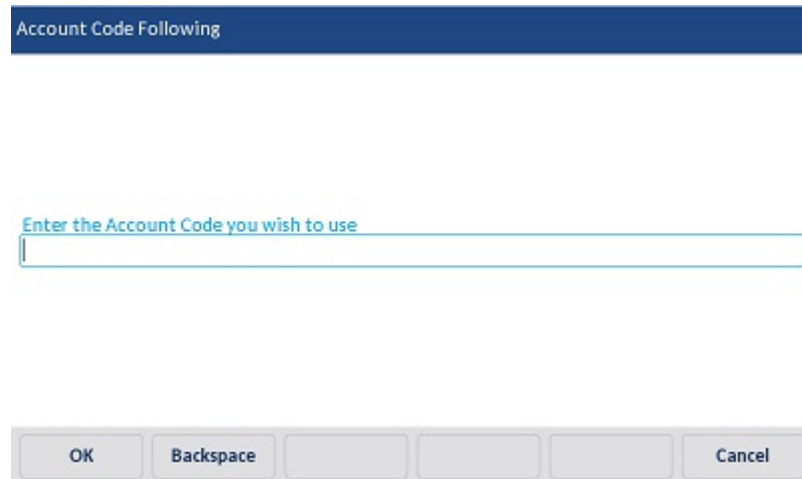 Account Code Following
Enter the Account Code you wish to use
OK Backspace Cancel